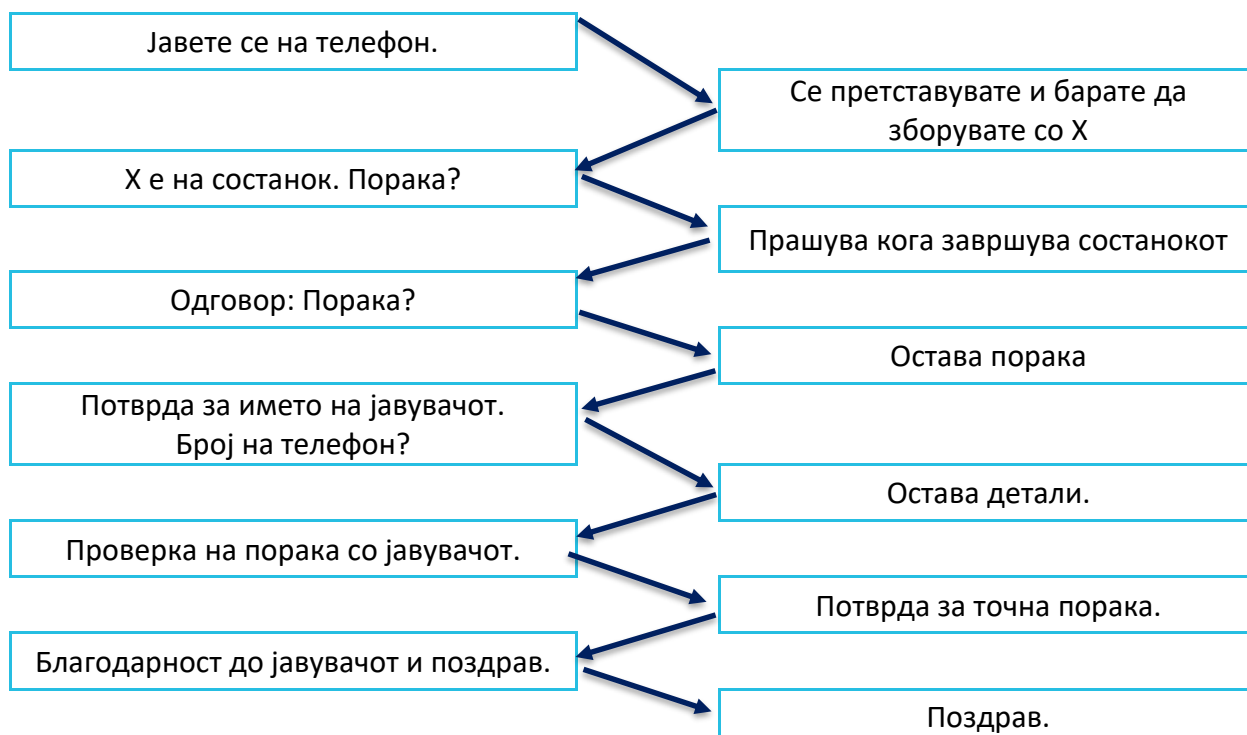 Јавете се на телефон.
Се претставувате и барате да
зборувате со Х
Х е на состанок. Порака?
Прашува кога завршува состанокот
Одговор: Порака?
Остава порака
Потврда за името на јавувачот.
Број на телефон?
Остава детали.
Проверка на порака со јавувачот.
Потврда за точна порака.
Благодарност до јавувачот и поздрав.
Поздрав.